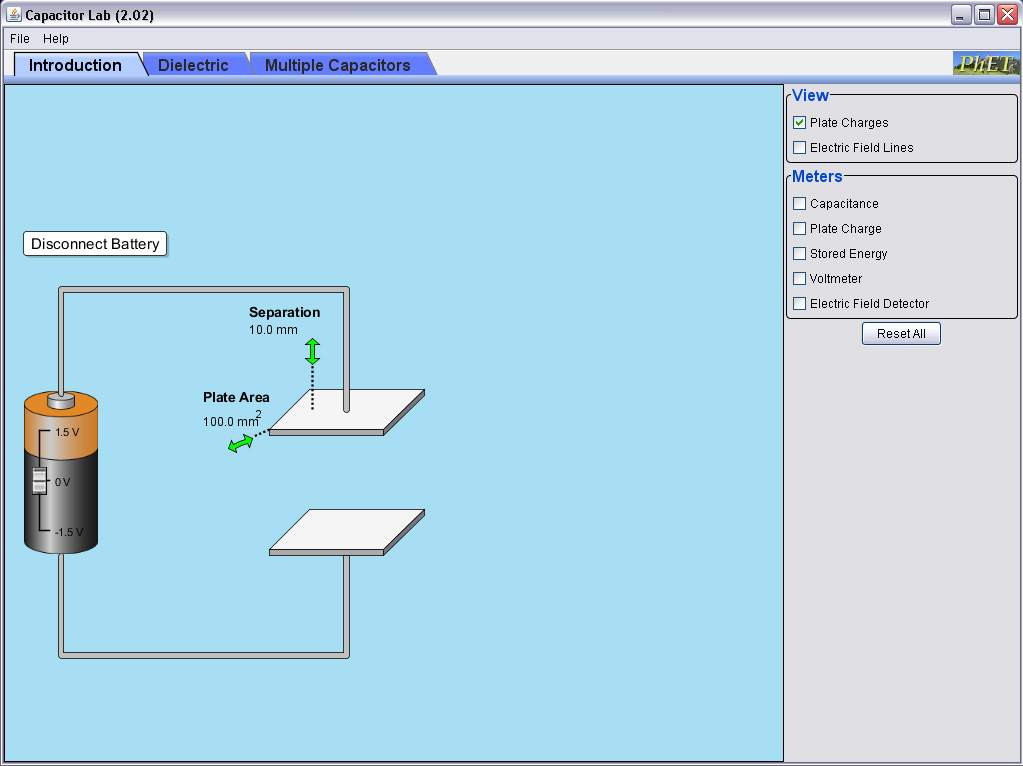 Capacitor Lab (2.02)
File Help
Introduction Dielectric Multiple Capacitors
PhET
View
Plate Charges
Electric Field Lines
Meters
Capacitance
Plate Charge
Stored Energy
Voltmeter
Electric Field Detector
Reset All
Disconnect Battery
Separation
10.0 mm
Plate Area
100.0 mm²
1.5 V
0 V
-1.5 V